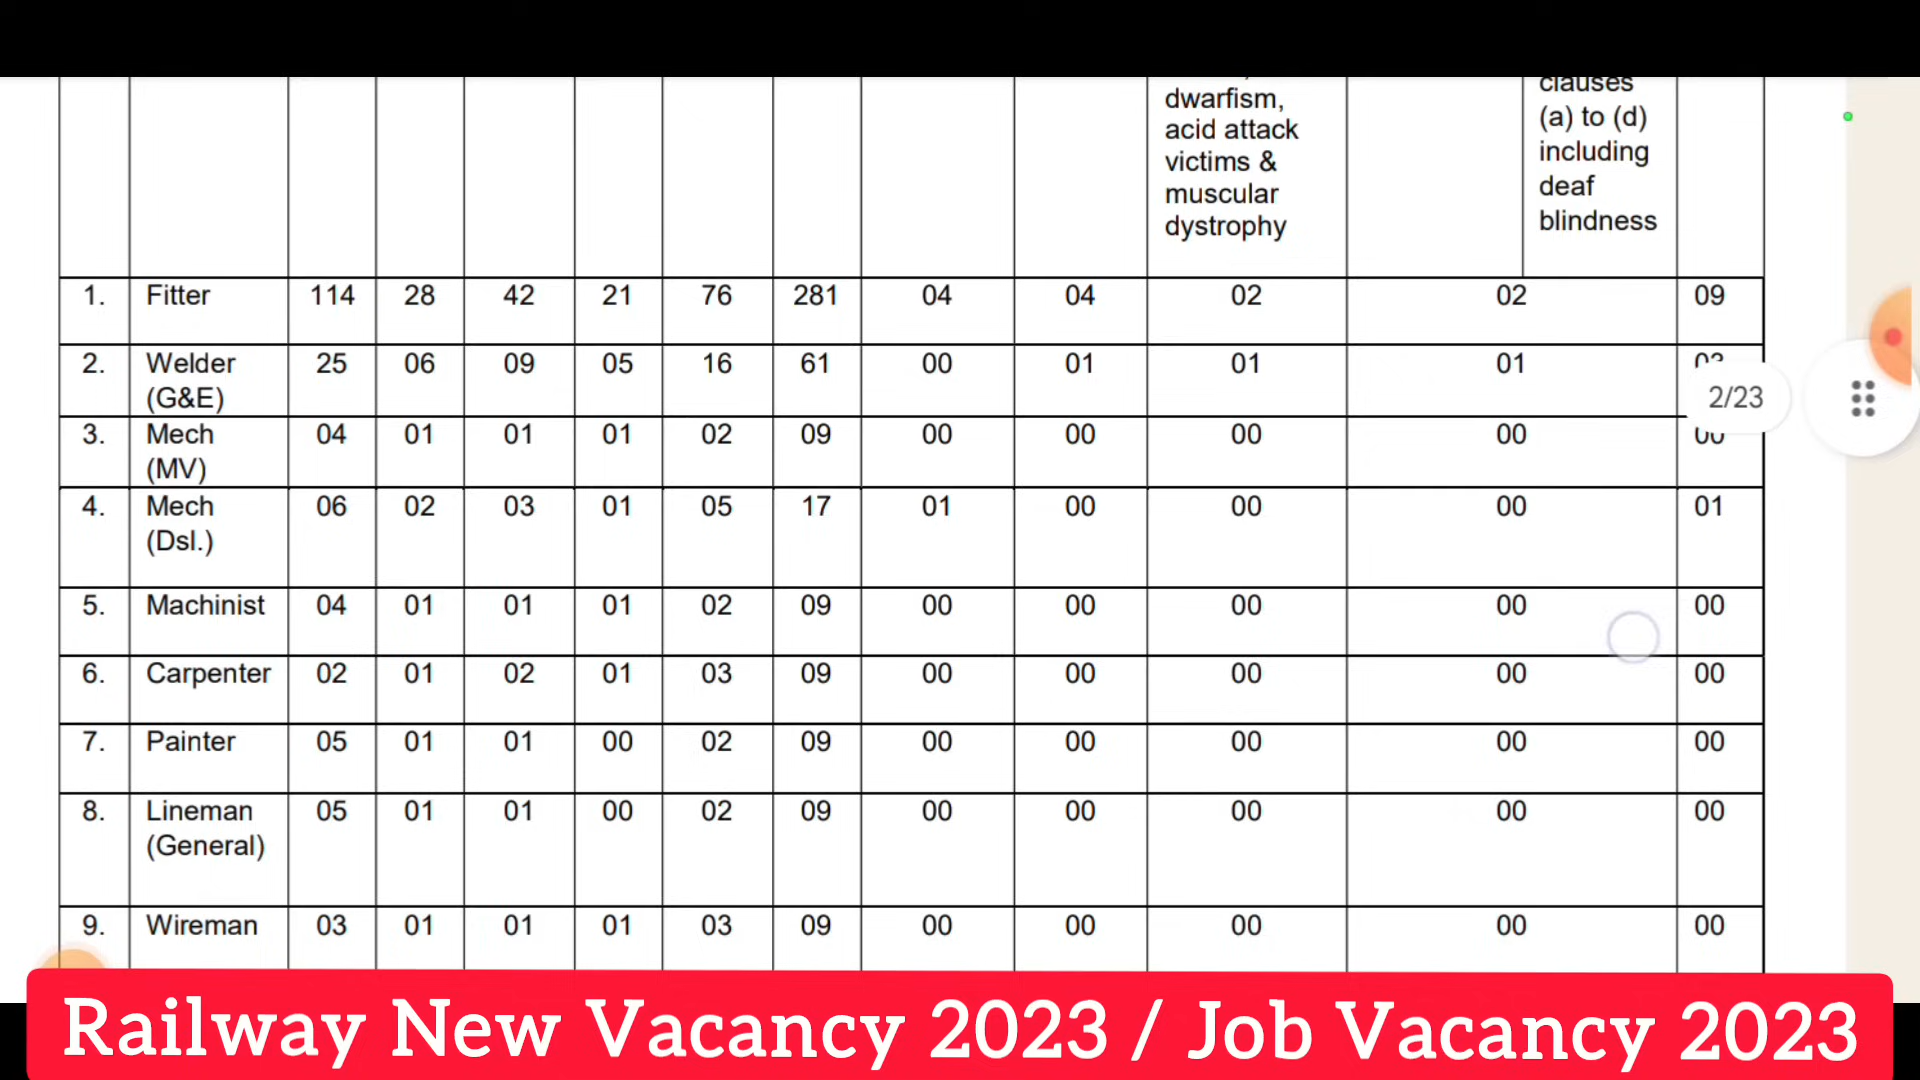 dwarfism,
acid attack
victims &
muscular
dystrophy
clauses
(a) to (d)
including
deaf
blindness
1. Fitter 114 28 42 21 76 281 04 04 02 02 09
2. Welder (G&E) 25 06 09 05 16 61 00 01 01 01
2/23
3. Mech (MV) 04 01 01 01 02 09 00 00 00 00 00
4. Mech (Dsl.) 06 02 03 01 05 17 01 00 00 00 01
5. Machinist 04 01 01 01 02 09 00 00 00 00 00
6. Carpenter 02 01 02 01 03 09 00 00 00 00 00
7. Painter 05 01 01 00 02 09 00 00 00 00 00
8. Lineman (General) 05 01 01 00 02 09 00 00 00 00 00
9. Wireman 03 01 01 01 03 09 00 00 00 00 00
Railway New Vacancy 2023 / Job Vacancy 2023